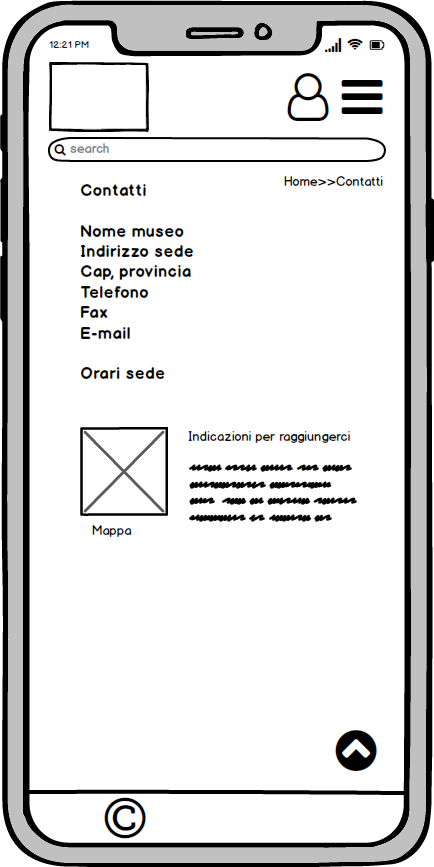 12:21 PM
search
Home>>Contatti
Contatti
Nome museo
Indirizzo sede
Cap, provincia
Telefono
Fax
E-mail
Orari sede
Indicazioni per raggiungerci
Mappa
©